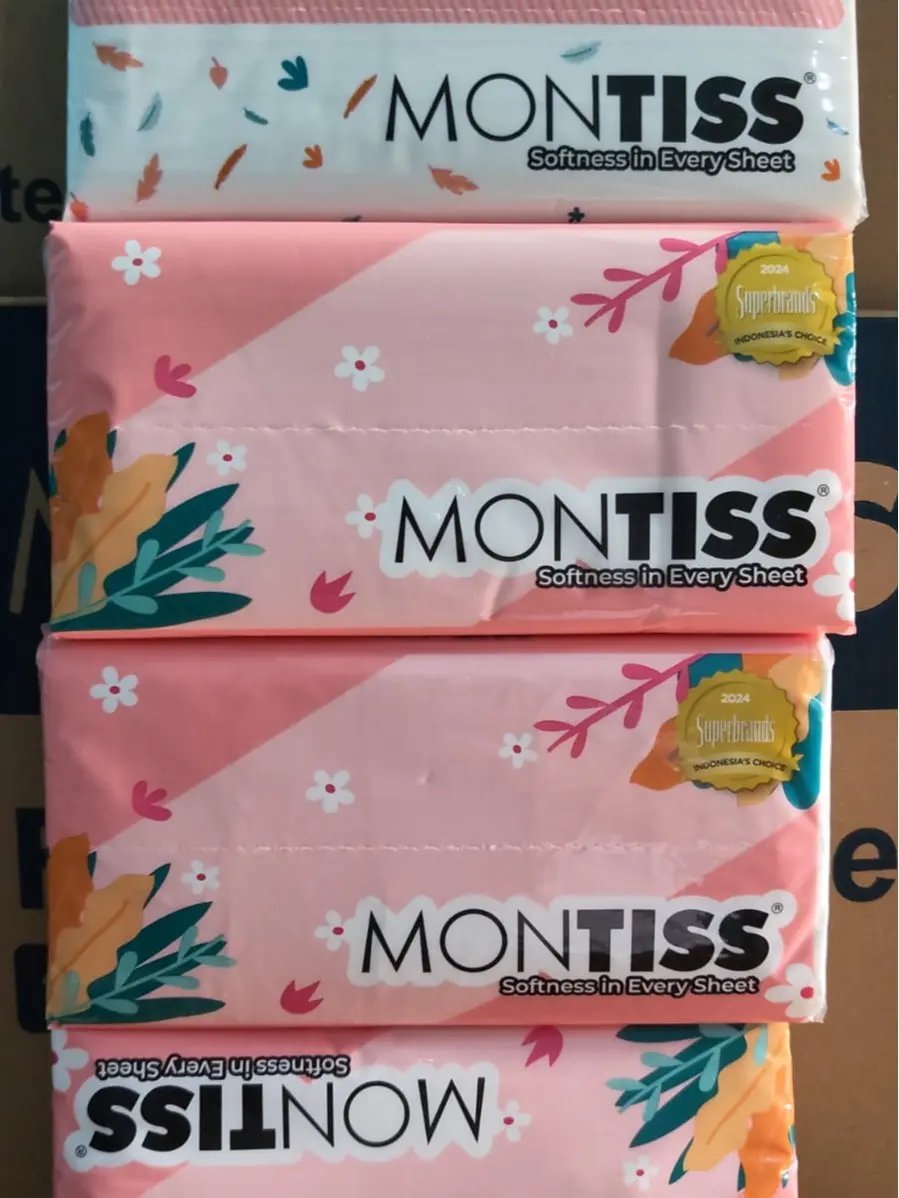 MONTISS®
Softness in Every Sheet
te
2024
Superbrands
INDONESIA'S CHOICE
MONTISS®
Softness in Every Sheet
2024
Superbrands
INDONESIA'S CHOICE
e
MONTISS®
Softness in Every Sheet
MONTISS®
Softness in Every Sheet